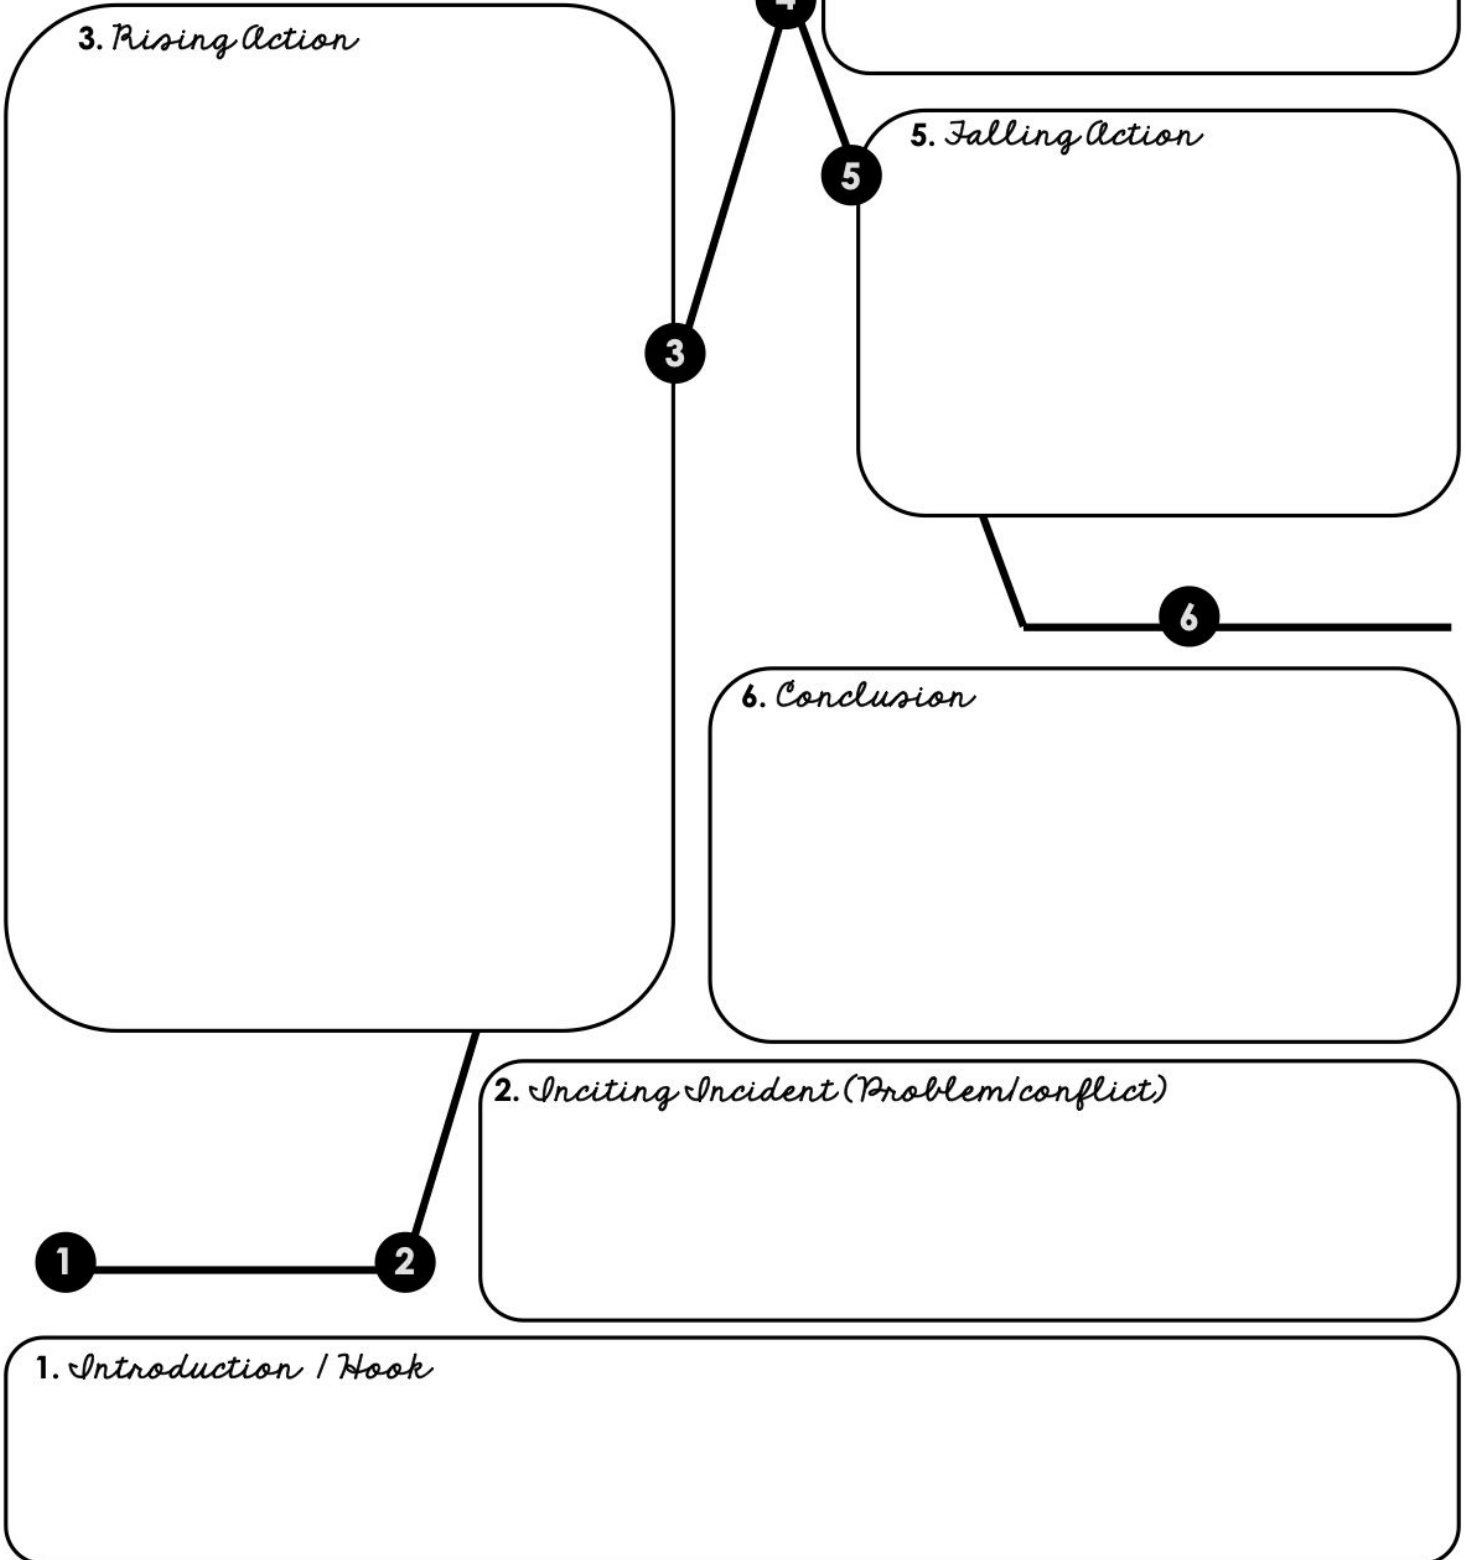 3. Rising Action
4
5. Falling Action
5
3
6
6. Conclusion
2. Inciting Incident (Problem/conflict)
1
2
1. Introduction / Hook